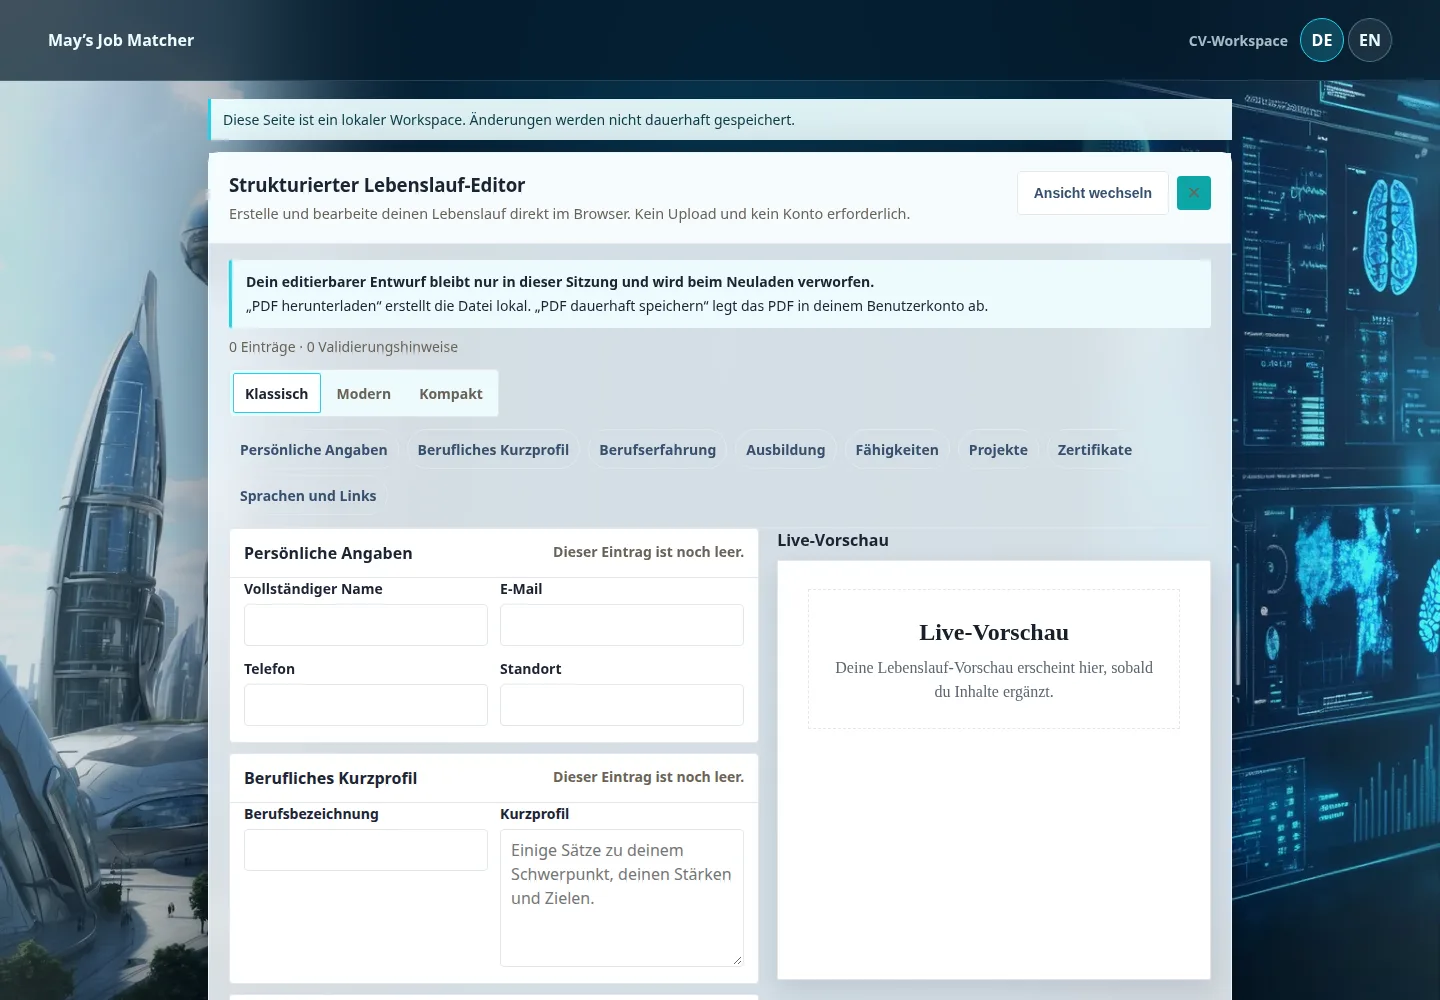 May’s Job Matcher
CV-Workspace
DE
EN
Diese Seite ist ein lokaler Workspace. Änderungen werden nicht dauerhaft gespeichert.
Strukturierter Lebenslauf-Editor
Erstelle und bearbeite deinen Lebenslauf direkt im Browser. Kein Upload und kein Konto erforderlich.
Ansicht wechseln
×
Dein editierbarer Entwurf bleibt nur in dieser Sitzung und wird beim Neuladen verworfen.
„PDF herunterladen“ erstellt die Datei lokal. „PDF dauerhaft speichern“ legt das PDF in deinem Benutzerkonto ab.
0 Einträge · 0 Validierungshinweise
Klassisch
Modern
Kompakt
Persönliche Angaben
Berufliches Kurzprofil
Berufserfahrung
Ausbildung
Fähigkeiten
Projekte
Zertifikate
Sprachen und Links
Persönliche Angaben
Dieser Eintrag ist noch leer.
Vollständiger Name
E-Mail
Telefon
Standort
Berufliches Kurzprofil
Dieser Eintrag ist noch leer.
Berufsbezeichnung
Kurzprofil
Einige Sätze zu deinem
Schwerpunkt, deinen Stärken
und Zielen.
Live-Vorschau
Live-Vorschau
Deine Lebenslauf-Vorschau erscheint hier, sobald
du Inhalte ergänzt.